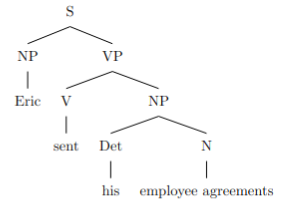 S
NP VP
Eric V NP
sent Det N
his employee agreements